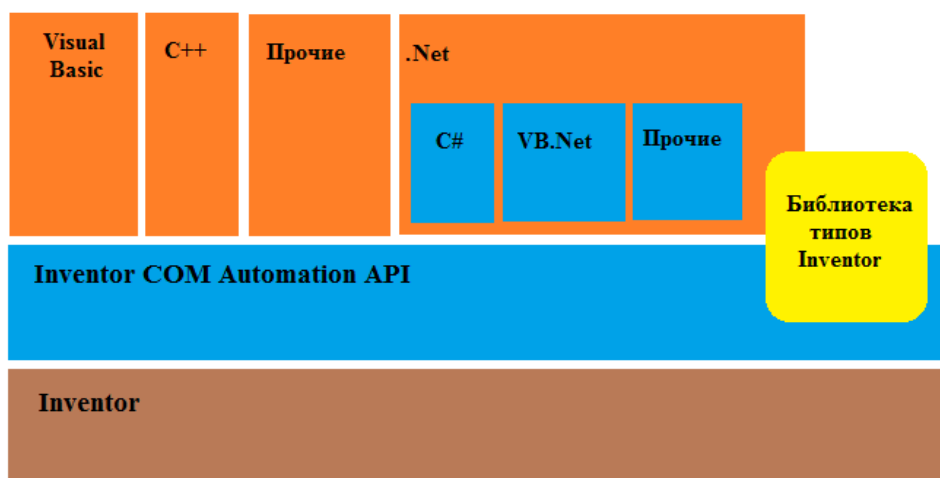 Visual
Basic
C++
Прочие
.Net
C#
VB.Net
Прочие
Библиотека
типов
Inventor
Inventor COM Automation API
Inventor